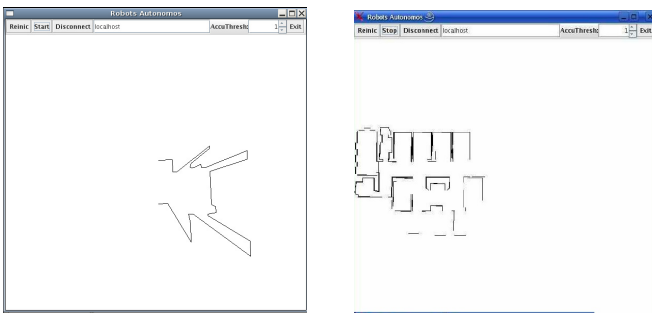 Robots Autonomos
Reinic Start Disconnect localhost AccuThresh: 1 Exit
Robots Autonomos
Reinic Stop Disconnect localhost AccuThresh: 1 Exit